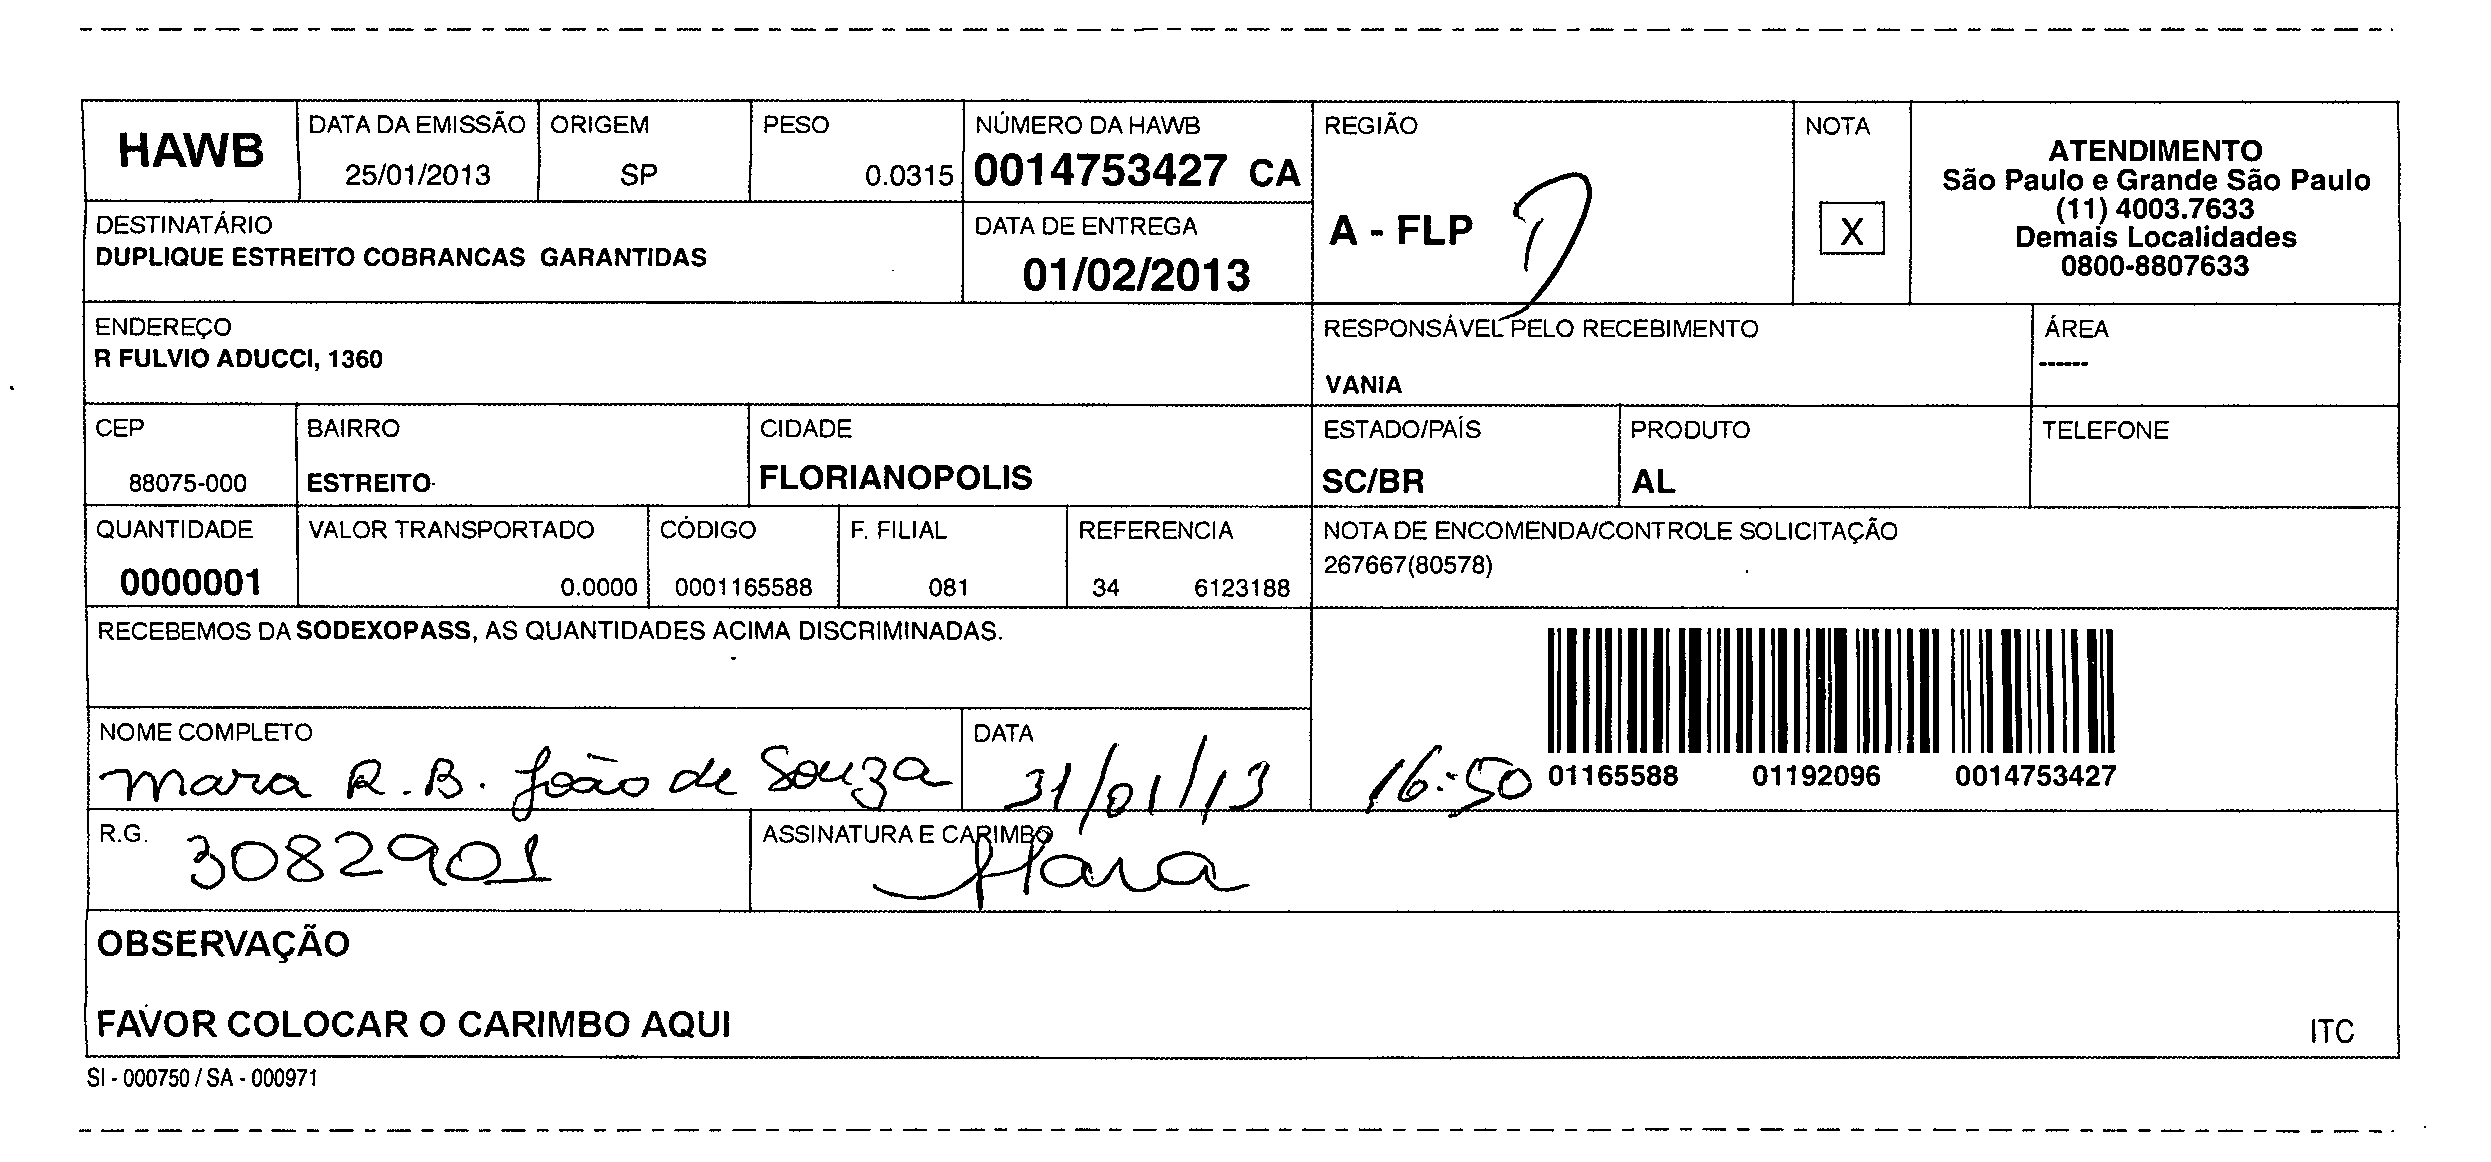 HAWB
DATA DA EMISSÃO
25/01/2013
ORIGEM
SP
PESO
0.0315
NÚMERO DA HAWB
0014753427 CA
REGIÃO
A - FLP
NOTA
X
ATENDIMENTO
São Paulo e Grande São Paulo
(11) 4003.7633
Demais Localidades
0800-8807633
DESTINATÁRIO
DUPLIQUE ESTREITO COBRANCAS GARANTIDAS
DATA DE ENTREGA
01/02/2013
ENDEREÇO
R FULVIO ADUCCI, 1360
RESPONSÁVEL PELO RECEBIMENTO
VANIA
ÁREA
------
CEP
88075-000
BAIRRO
ESTREITO
CIDADE
FLORIANOPOLIS
ESTADO/PAÍS
SC/BR
PRODUTO
AL
TELEFONE
QUANTIDADE
0000001
VALOR TRANSPORTADO
0.0000
CÓDIGO
0001165588
F. FILIAL
081
REFERENCIA
34 6123188
NOTA DE ENCOMENDA/CONTROLE SOLICITAÇÃO
267667(80578)
RECEBEMOS DA SODEXOPASS, AS QUANTIDADES ACIMA DISCRIMINADAS.
NOME COMPLETO
Mara R. B. João de Souza
DATA
31/01/13
16:50
01165588 01192096 0014753427
R.G.
3082901
ASSINATURA E CARIMBO
Mara
OBSERVAÇÃO
FAVOR COLOCAR O CARIMBO AQUI
ITC
SI - 000750 / SA - 000971